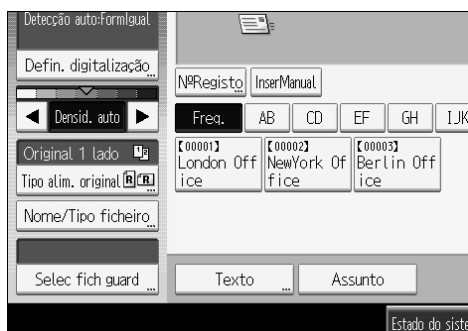 Detecção auto:FormIgual
Defin. digitalização
Densid. auto
Original 1 lado
Tipo alim. original
Nome/Tipo ficheiro
Selec fich guard
NºRegisto InserManual
Freq. AB CD EF GH IJK
【00001】 【00002】 【00003】
London Off NewYork Of Berlin Off
ice fice ice
Texto Assunto
Estado do siste